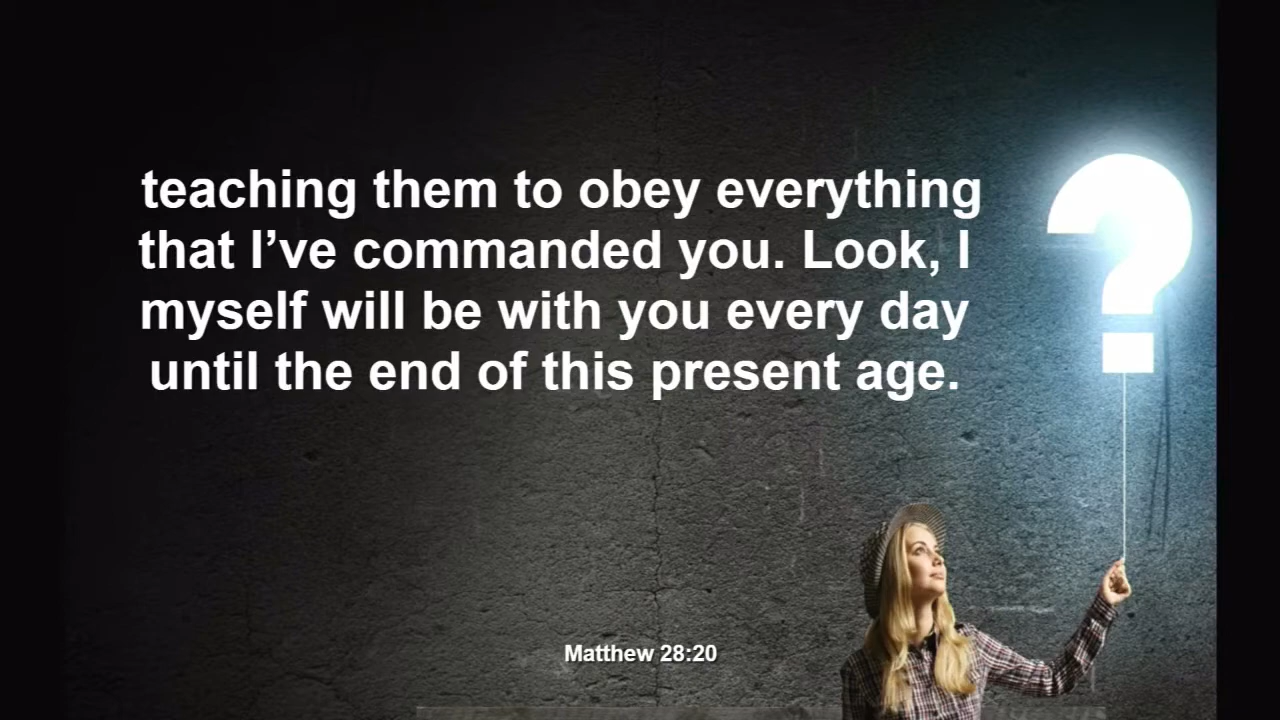 teaching them to obey everything
that I’ve commanded you. Look, I
myself will be with you every day
until the end of this present age.
?
Matthew 28:20